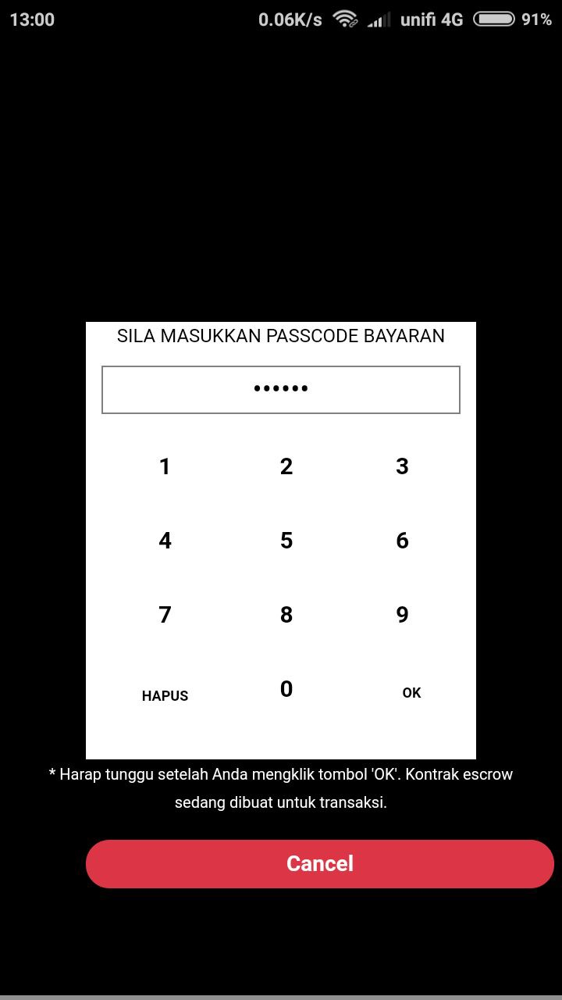 13:00 0.06K/s unifi 4G 91%
SILA MASUKKAN PASSCODE BAYARAN
••••••
1 2 3
4 5 6
7 8 9
HAPUS 0 OK
* Harap tunggu setelah Anda mengklik tombol 'OK'. Kontrak escrow
sedang dibuat untuk transaksi.
Cancel